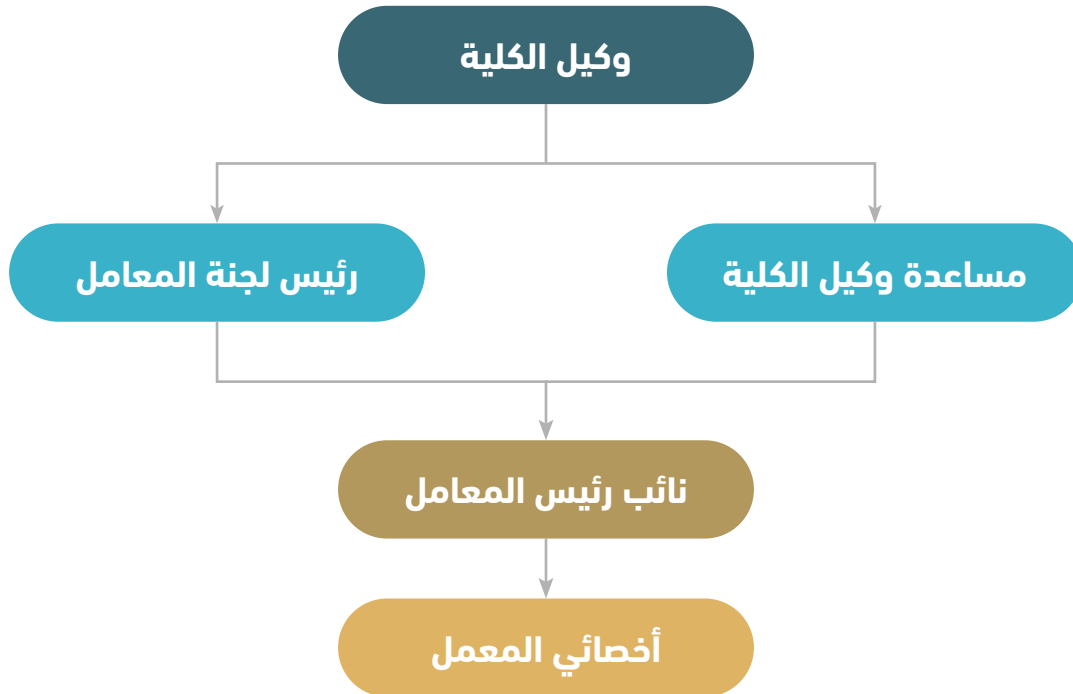 وكيل الكلية
مساعدة وكيل الكلية
رئيس لجنة المعامل
نائب رئيس المعامل
أخصائي المعمل